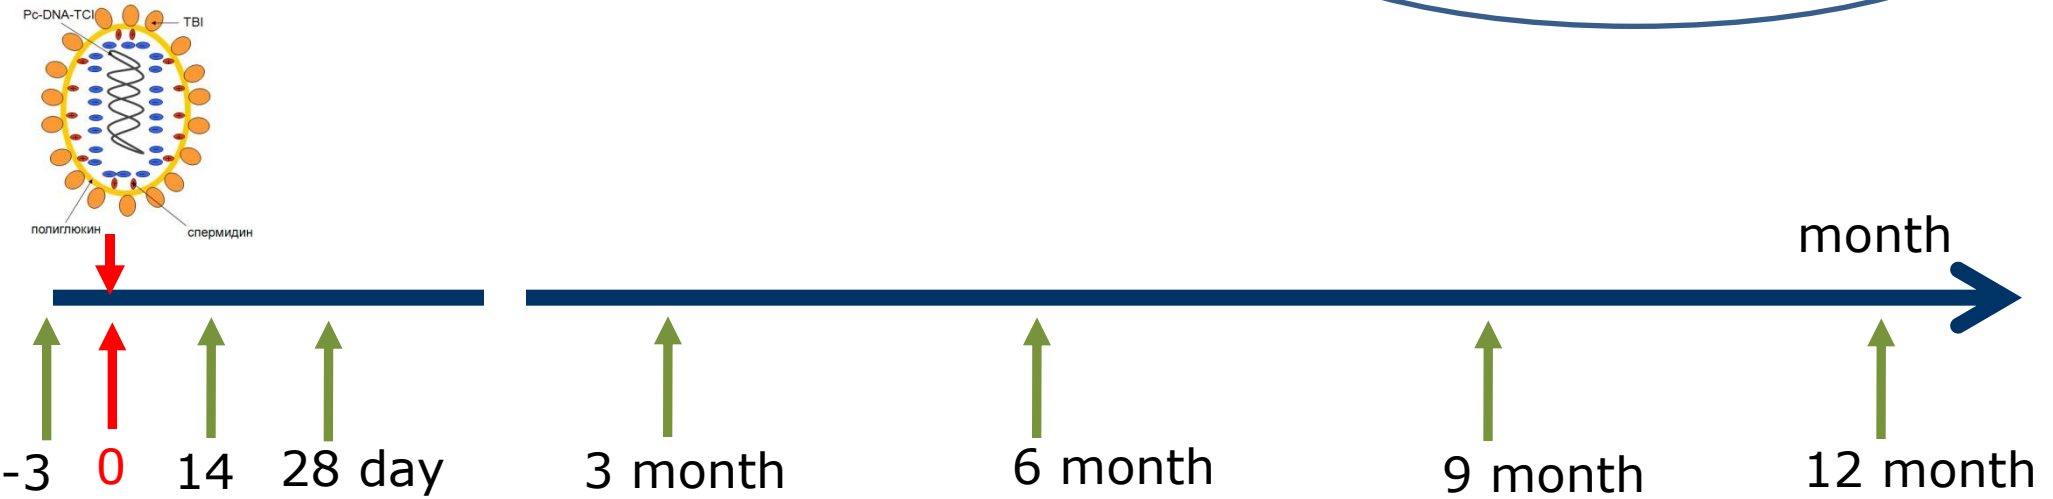 Pc-DNA-TCI
TBI
полиглюкин
спермидин
month
-3
0
14
28 day
3 month
6 month
9 month
12 month